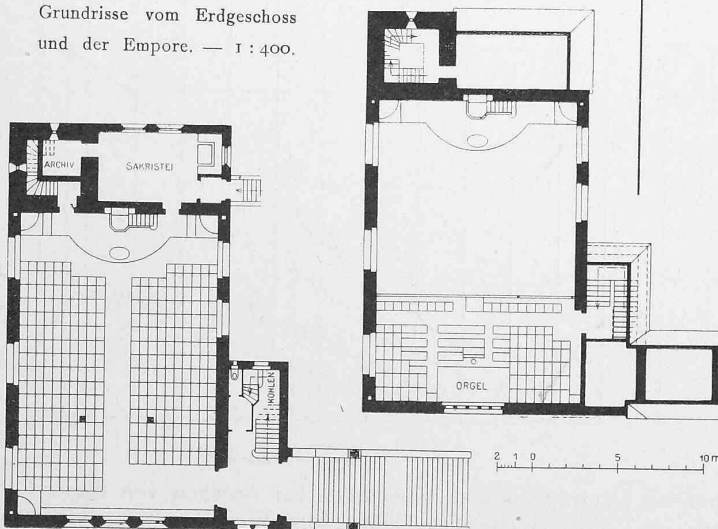 Grundrisse vom Erdgeschoss
und der Empore. — 1 : 400.
ARCHIV
SAKRISTEI
KOHLEN
ORGEL
2 1 0 5 10 m